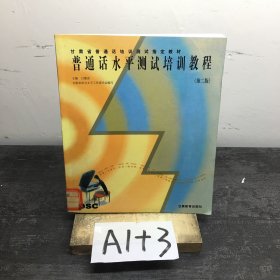 甘肃省普通话培训测试指定教材
普通话水平测试培训教程
(第二版)
PSC
甘肃教育出版社
A1+3